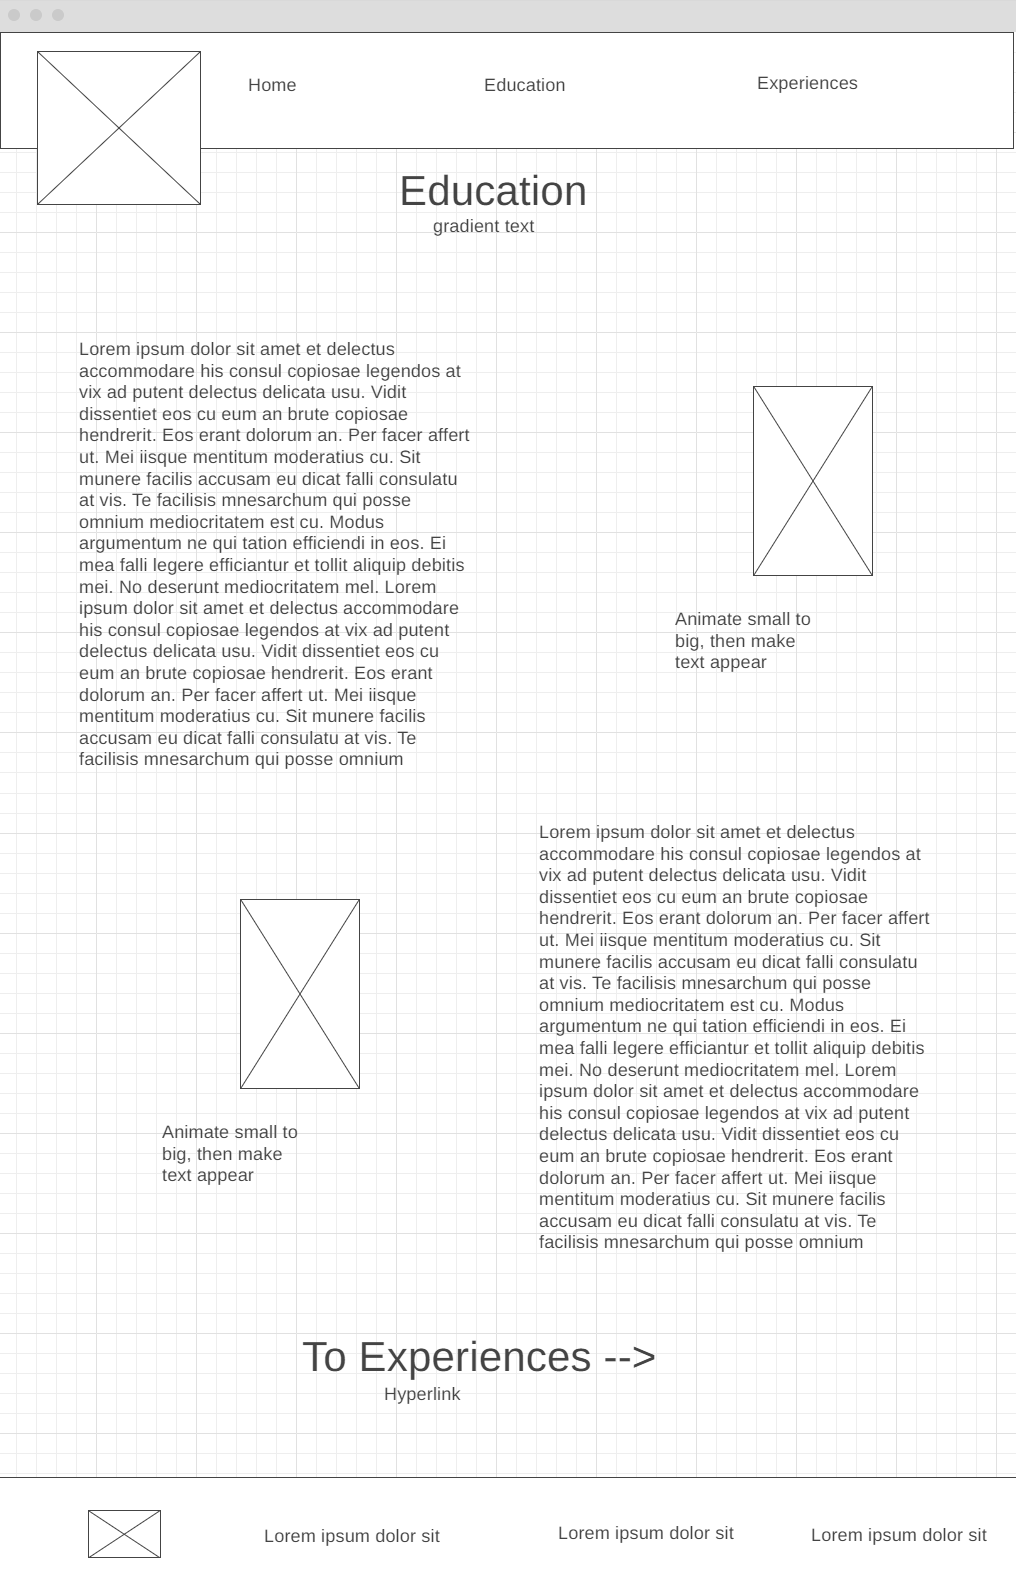 Home
Education
Experiences
Education
gradient text
Lorem ipsum dolor sit amet et delectus
accommodare his consul copiosae legendos at
vix ad putent delectus delicata usu. Vidit
dissentiet eos cu eum an brute copiosae
hendrerit. Eos erant dolorum an. Per facer affert
ut. Mei iisque mentitum moderatius cu. Sit
munere facilis accusam eu dicat falli consulatu
at vis. Te facilisis mnesarchum qui posse
omnium mediocritatem est cu. Modus
argumentum ne qui tation efficiendi in eos. Ei
mea falli legere efficiantur et tollit aliquip debitis
mei. No deserunt mediocritatem mel. Lorem
ipsum dolor sit amet et delectus accommodare
his consul copiosae legendos at vix ad putent
delectus delicata usu. Vidit dissentiet eos cu
eum an brute copiosae hendrerit. Eos erant
dolorum an. Per facer affert ut. Mei iisque
mentitum moderatius cu. Sit munere facilis
accusam eu dicat falli consulatu at vis. Te
facilisis mnesarchum qui posse omnium
Animate small to
big, then make
text appear
Animate small to
big, then make
text appear
Lorem ipsum dolor sit amet et delectus
accommodare his consul copiosae legendos at
vix ad putent delectus delicata usu. Vidit
dissentiet eos cu eum an brute copiosae
hendrerit. Eos erant dolorum an. Per facer affert
ut. Mei iisque mentitum moderatius cu. Sit
munere facilis accusam eu dicat falli consulatu
at vis. Te facilisis mnesarchum qui posse
omnium mediocritatem est cu. Modus
argumentum ne qui tation efficiendi in eos. Ei
mea falli legere efficiantur et tollit aliquip debitis
mei. No deserunt mediocritatem mel. Lorem
ipsum dolor sit amet et delectus accommodare
his consul copiosae legendos at vix ad putent
delectus delicata usu. Vidit dissentiet eos cu
eum an brute copiosae hendrerit. Eos erant
dolorum an. Per facer affert ut. Mei iisque
mentitum moderatius cu. Sit munere facilis
accusam eu dicat falli consulatu at vis. Te
facilisis mnesarchum qui posse omnium
To Experiences -->
Hyperlink
Lorem ipsum dolor sit
Lorem ipsum dolor sit
Lorem ipsum dolor sit